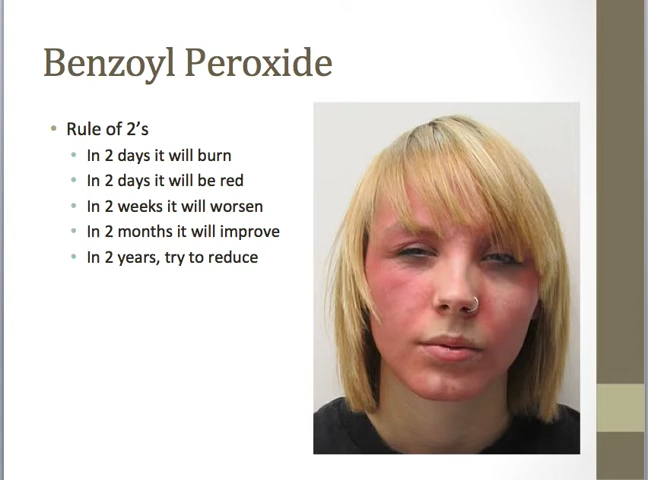 Benzoyl Peroxide
Rule of 2's
In 2 days it will burn
In 2 days it will be red
In 2 weeks it will worsen
In 2 months it will improve
In 2 years, try to reduce